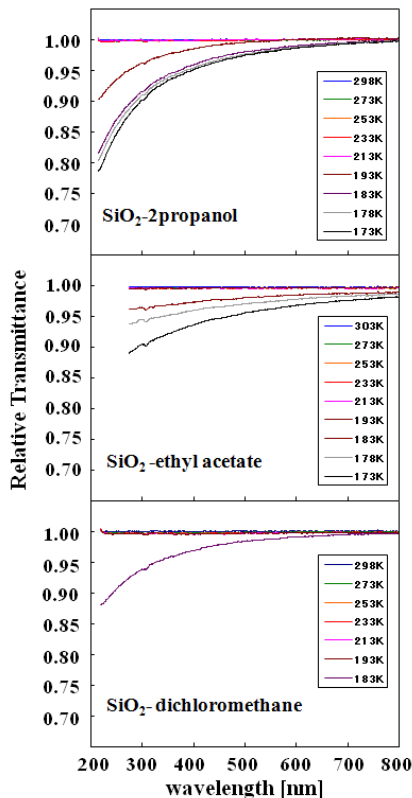 Relative Transmittance
1.00
0.95
0.90
0.85
0.80
0.75
0.70
298K
273K
253K
233K
213K
193K
183K
178K
173K
SiO₂-2propanol
1.00
0.95
0.90
0.85
0.80
0.75
0.70
303K
273K
253K
233K
213K
193K
183K
178K
173K
SiO₂-ethyl acetate
1.00
0.95
0.90
0.85
0.80
0.75
0.70
298K
273K
253K
233K
213K
193K
183K
SiO₂- dichloromethane
200 300 400 500 600 700 800
wavelength [nm]